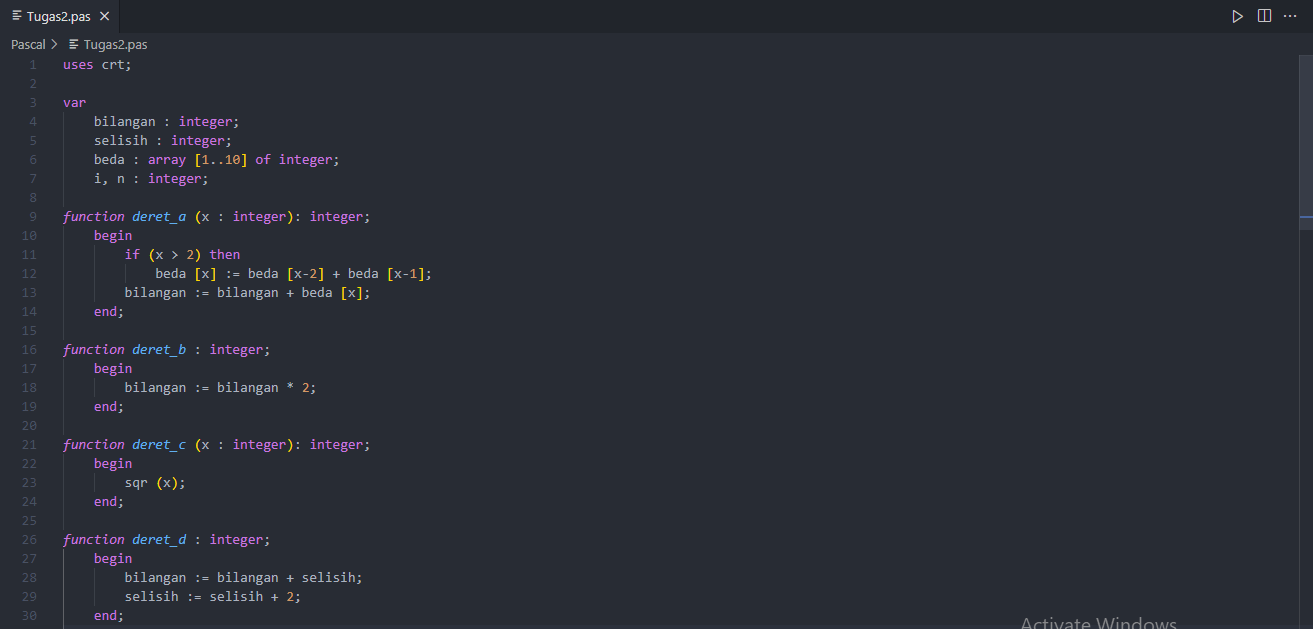 Tugas2.pas
Pascal > Tugas2.pas
1 uses crt;
2
3 var
4     bilangan : integer;
5     selisih : integer;
6     beda : array [1..10] of integer;
7     i, n : integer;
8
9 function deret_a (x : integer): integer;
10     begin
11         if (x > 2) then
12             beda [x] := beda [x-2] + beda [x-1];
13         bilangan := bilangan + beda [x];
14     end;
15
16 function deret_b : integer;
17     begin
18         bilangan := bilangan * 2;
19     end;
20
21 function deret_c (x : integer): integer;
22     begin
23         sqr (x);
24     end;
25
26 function deret_d : integer;
27     begin
28         bilangan := bilangan + selisih;
29         selisih := selisih + 2;
30     end;
Activate Windows